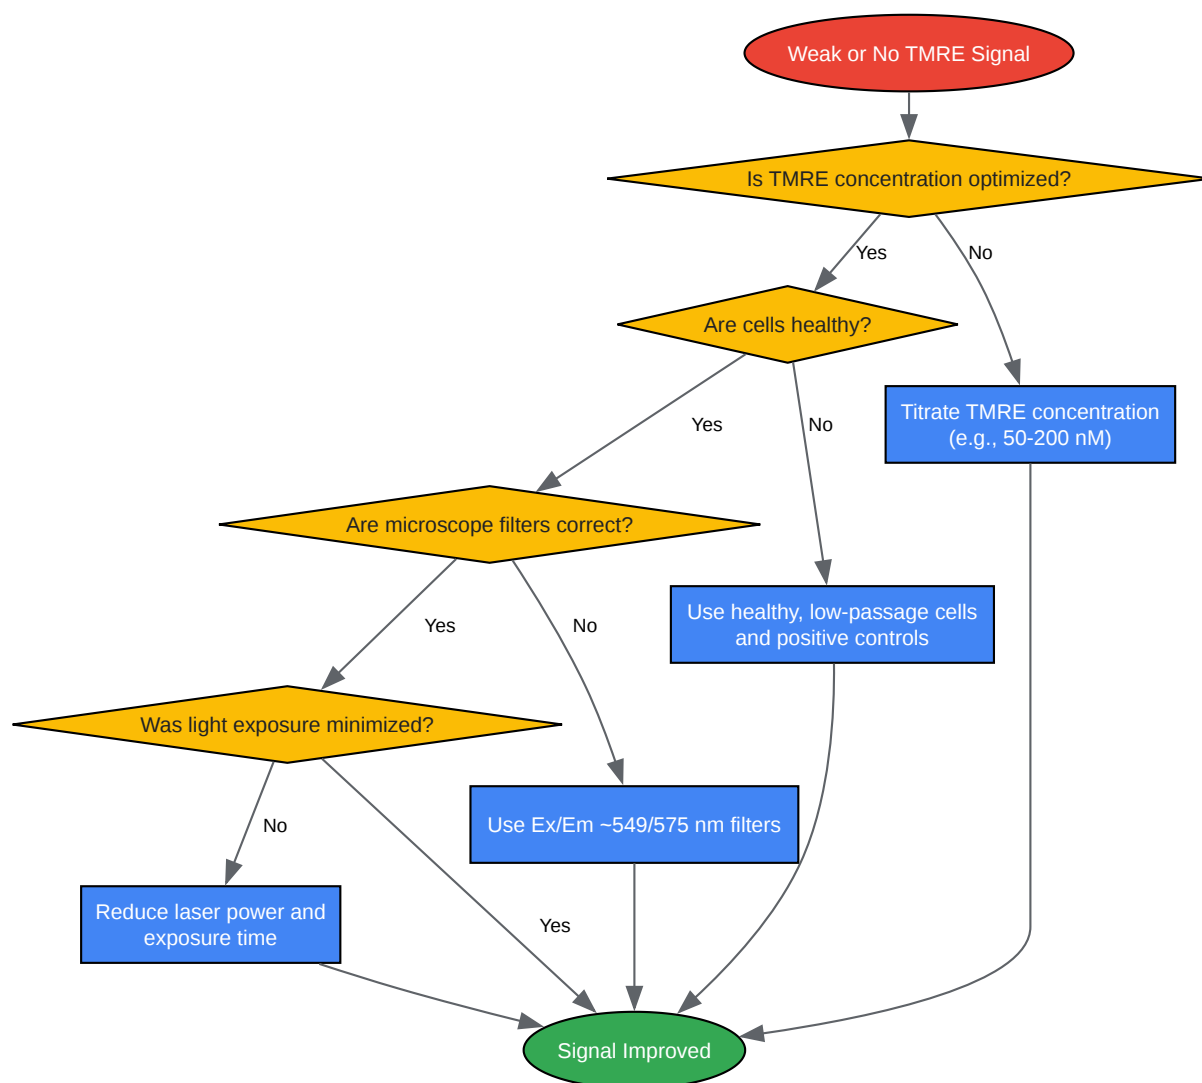 Weak or No TMRE Signal
Is TMRE concentration optimized?
Yes
No
Are cells healthy?
Titrate TMRE concentration
(e.g., 50-200 nM)
Yes
No
Are microscope filters correct?
Use healthy, low-passage cells
and positive controls
Yes
No
Was light exposure minimized?
Use Ex/Em ~549/575 nm filters
No
Reduce laser power and
exposure time
Yes
Signal Improved